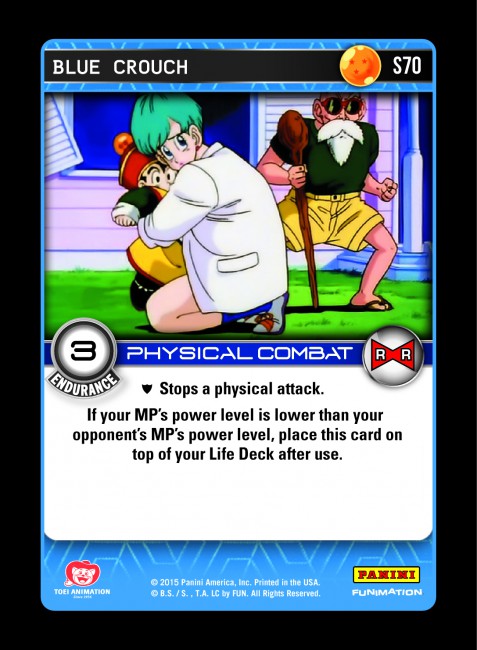 BLUE CROUCH
S70
3
ENDURANCE
PHYSICAL COMBAT
R R
Stops a physical attack.
If your MP's power level is lower than your
opponent's MP's power level, place this card on
top of your Life Deck after use.
TOEI ANIMATION
Since 1956
© 2015 Panini America, Inc. Printed in the USA.
© B.S. / S. , T.A. LC by FUN. All Rights Reserved.
PANINI
FUNIMATION